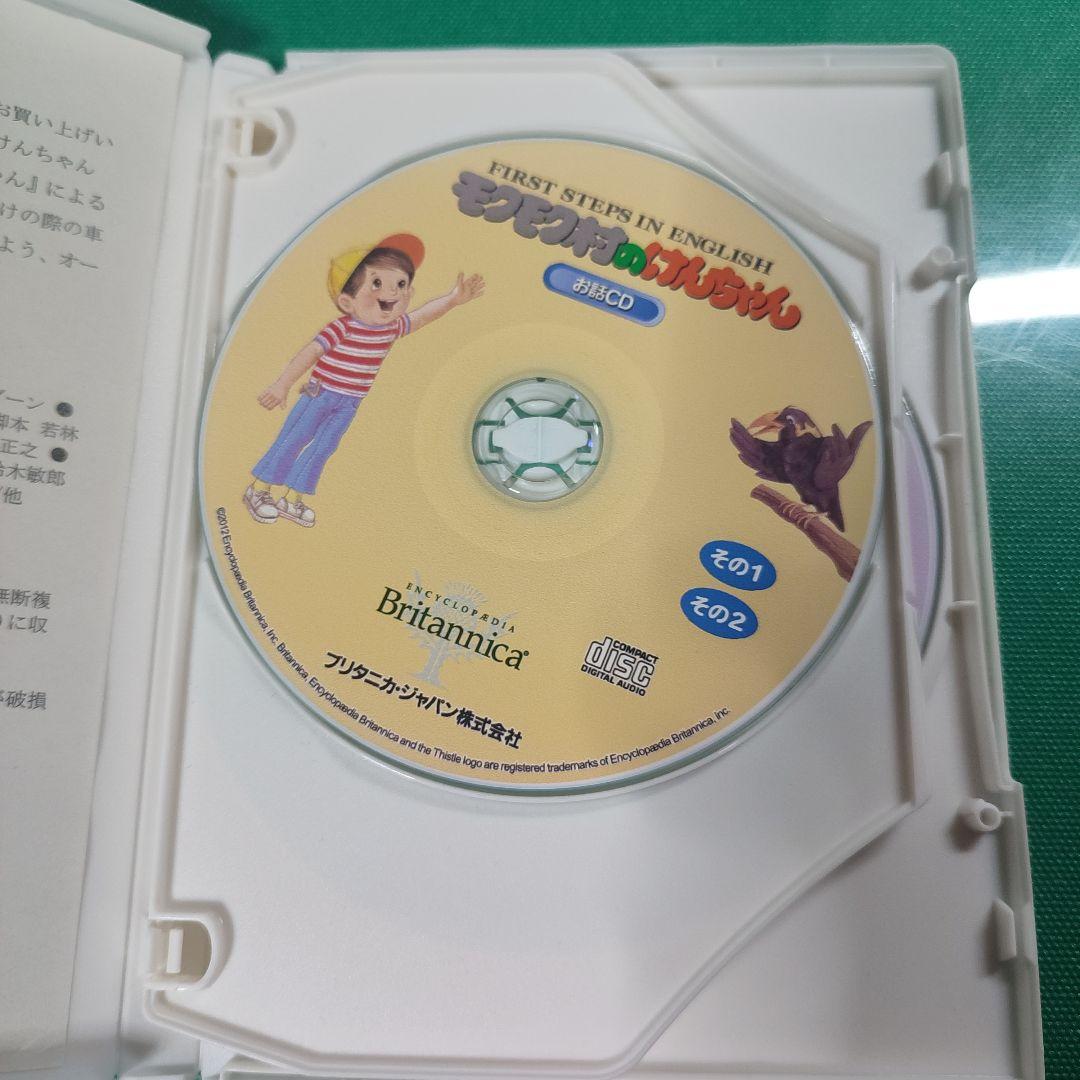 お買い上げい
けんちゃん
ゃん』による
けの際の車
よう、オー
ゾーン ●
脚本 若林
正之 ●
鈴木敏郎
他
無断複
りに収
破損
FIRST STEPS IN ENGLISH
モクモク村のけんちゃん
お話CD
その1
その2
ENCYCLOPÆDIA
Britannica®
ブリタニカ・ジャパン株式会社
COMPACT
disc
DIGITAL AUDIO
©2012 Encyclopædia Britannica, Inc. Britannica, Encyclopædia Britannica and the Thistle logo are registered trademarks of Encyclopædia Britannica, Inc.